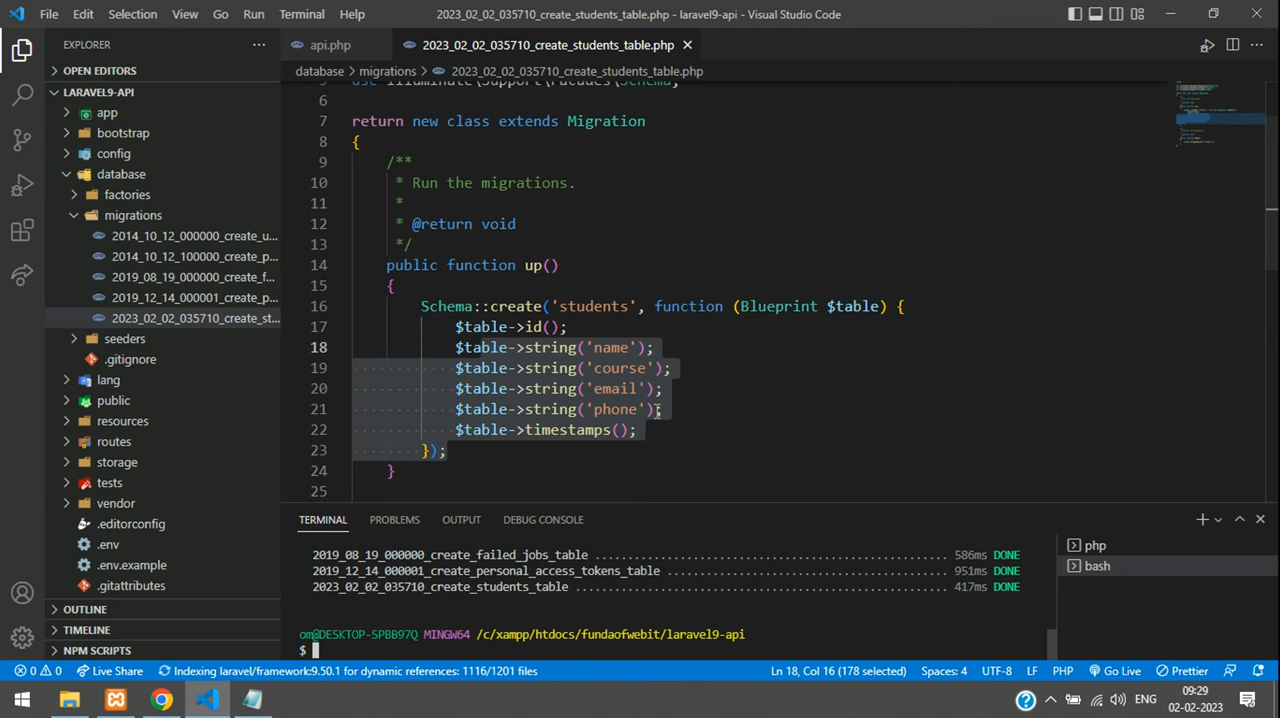 File Edit Selection View Go Run Terminal Help
2023_02_02_035710_create_students_table.php - laravel9-api - Visual Studio Code
EXPLORER
OPEN EDITORS
LARAVEL9-API
app
bootstrap
config
database
factories
migrations
2014_10_12_000000_create_u...
2014_10_12_100000_create_p...
2019_08_19_000000_create_f...
2019_12_14_000001_create_p...
2023_02_02_035710_create_st...
seeders
.gitignore
lang
public
resources
routes
storage
tests
vendor
.editorconfig
.env
.env.example
.gitattributes
OUTLINE
TIMELINE
NPM SCRIPTS
api.php
2023_02_02_035710_create_students_table.php
database > migrations > 2023_02_02_035710_create_students_table.php
5 use Illuminate\Support\Facades\Schema;
6
7 return new class extends Migration
8 {
9 /**
10 * Run the migrations.
11 *
12 * @return void
13 */
14 public function up()
15 {
16 Schema::create('students', function (Blueprint $table) {
17 $table->id();
18 $table->string('name');
19 $table->string('course');
20 $table->string('email');
21 $table->string('phone');
22 $table->timestamps();
23 });
24 }
25
TERMINAL PROBLEMS OUTPUT DEBUG CONSOLE
2019_08_19_000000_create_failed_jobs_table ........ 586ms DONE
2019_12_14_000001_create_personal_access_tokens_table ........ 951ms DONE
2023_02_02_035710_create_students_table ........ 417ms DONE
om@DESKTOP-SPBB97Q MINGW64 /c/xampp/htdocs/fundaofwebit/laravel9-api
$
php
bash
0 0 Live Share Indexing laravel/framework:9.50.1 for dynamic references: 1116/1201 files Ln 18, Col 16 (178 selected) Spaces: 4 UTF-8 LF PHP Go Live Prettier
ENG
09:29
02-02-2023